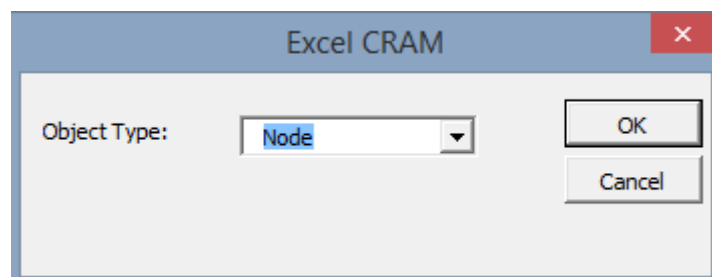 Excel CRAM
×
Object Type:
Node
OK
Cancel